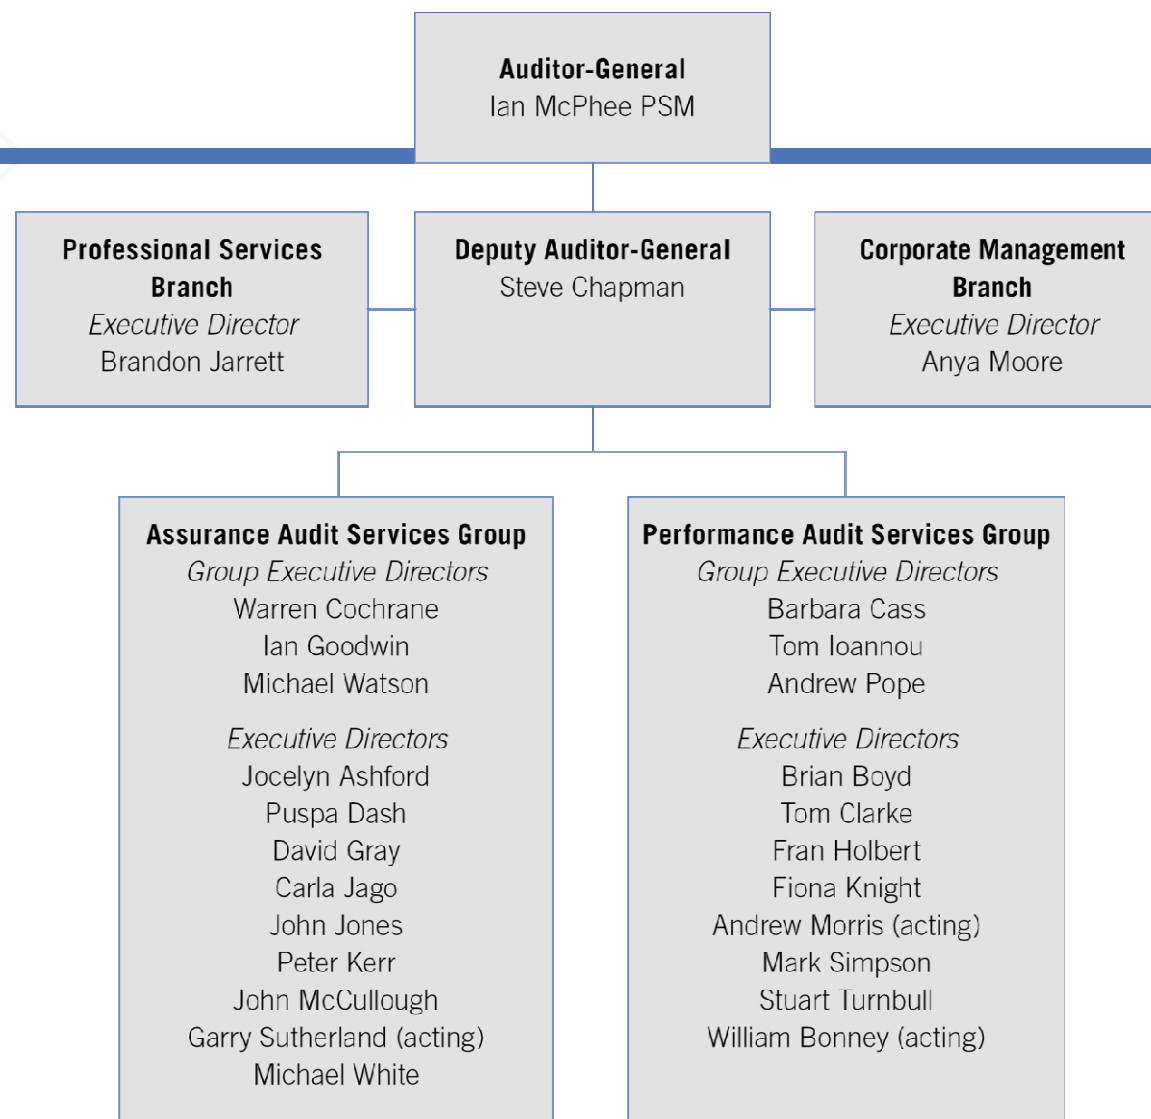 Auditor-General
Ian McPhee PSM
Professional Services
Branch
Executive Director
Brandon Jarrett
Deputy Auditor-General
Steve Chapman
Corporate Management
Branch
Executive Director
Anya Moore
Assurance Audit Services Group
Group Executive Directors
Warren Cochrane
Ian Goodwin
Michael Watson
Executive Directors
Jocelyn Ashford
Puspa Dash
David Gray
Carla Jago
John Jones
Peter Kerr
John McCullough
Garry Sutherland (acting)
Michael White
Performance Audit Services Group
Group Executive Directors
Barbara Cass
Tom Ioannou
Andrew Pope
Executive Directors
Brian Boyd
Tom Clarke
Fran Holbert
Fiona Knight
Andrew Morris (acting)
Mark Simpson
Stuart Turnbull
William Bonney (acting)